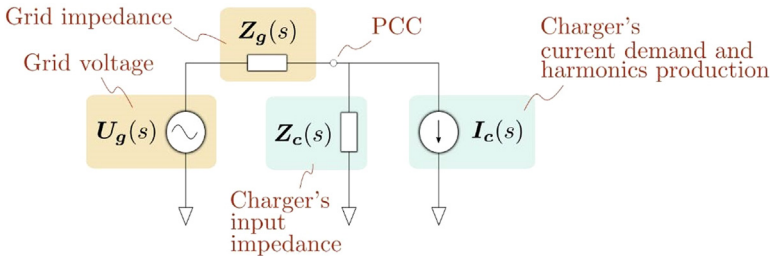 Grid impedance
Z_g(s)
PCC
Charger's
current demand and
harmonics production
Grid voltage
U_g(s)
Z_c(s)
I_c(s)
Charger's
input
impedance